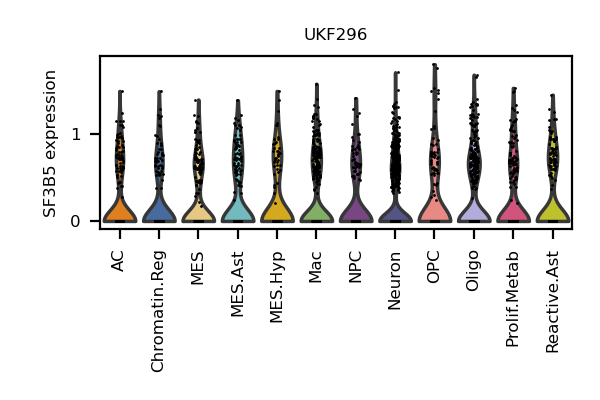 UKF296
SF3B5 expression
1
0
AC
Chromatin.Reg
MES
MES.Ast
MES.Hyp
Mac
NPC
Neuron
OPC
Oligo
Prolif.Metab
Reactive.Ast